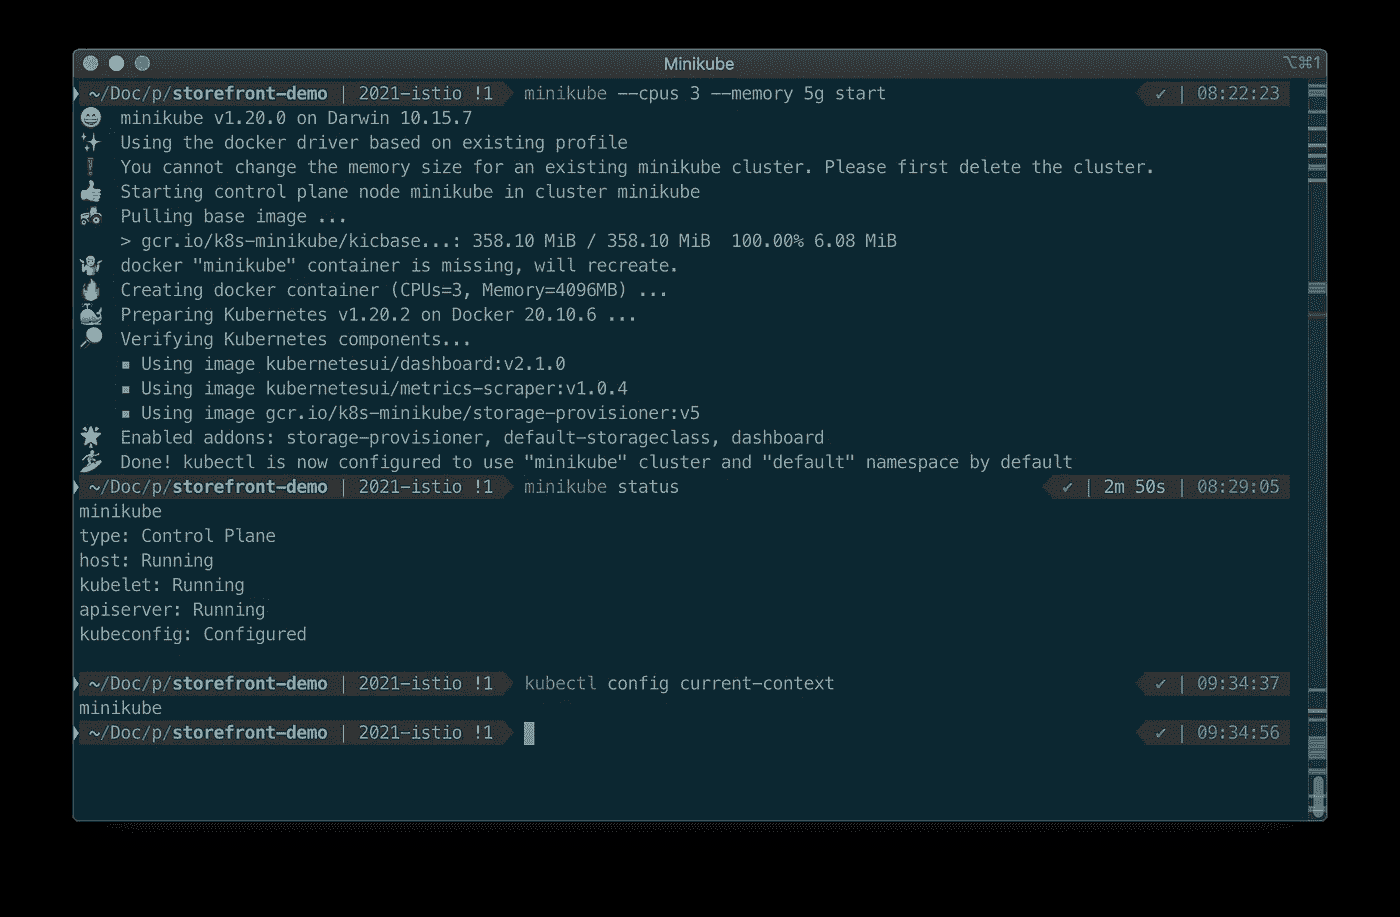 Minikube ⌥⌘1
~/Doc/p/storefront-demo | 2021-istio !1 minikube --cpus 3 --memory 5g start ✓ | 08:22:23
😄 minikube v1.20.0 on Darwin 10.15.7
✨ Using the docker driver based on existing profile
❗ You cannot change the memory size for an existing minikube cluster. Please first delete the cluster.
👍 Starting control plane node minikube in cluster minikube
🚜 Pulling base image ...
> gcr.io/k8s-minikube/kicbase...: 358.10 MiB / 358.10 MiB 100.00% 6.08 MiB
🤷 docker "minikube" container is missing, will recreate.
🔥 Creating docker container (CPUs=3, Memory=4096MB) ...
🐳 Preparing Kubernetes v1.20.2 on Docker 20.10.6 ...
🔎 Verifying Kubernetes components...
▪ Using image kubernetesui/dashboard:v2.1.0
▪ Using image kubernetesui/metrics-scraper:v1.0.4
▪ Using image gcr.io/k8s-minikube/storage-provisioner:v5
🌟 Enabled addons: storage-provisioner, default-storageclass, dashboard
🏄 Done! kubectl is now configured to use "minikube" cluster and "default" namespace by default
~/Doc/p/storefront-demo | 2021-istio !1 minikube status ✓ | 2m 50s | 08:29:05
minikube
type: Control Plane
host: Running
kubelet: Running
apiserver: Running
kubeconfig: Configured
~/Doc/p/storefront-demo | 2021-istio !1 kubectl config current-context ✓ | 09:34:37
minikube
~/Doc/p/storefront-demo | 2021-istio !1 ✓ | 09:34:56